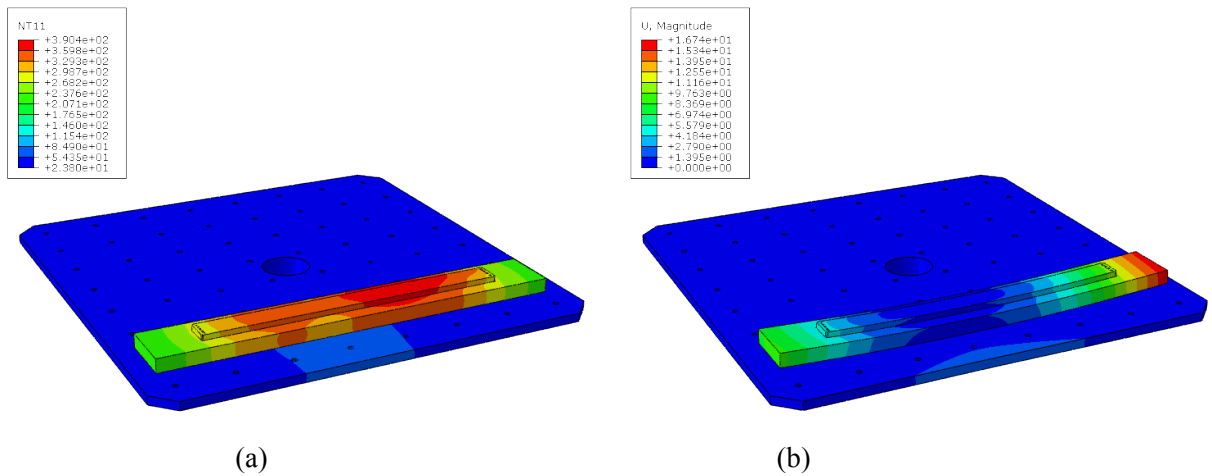 NT11
+3.904e+02
+3.598e+02
+3.293e+02
+2.987e+02
+2.682e+02
+2.376e+02
+2.071e+02
+1.765e+02
+1.460e+02
+1.154e+02
+8.490e+01
+5.435e+01
+2.380e+01
U, Magnitude
+1.674e+01
+1.534e+01
+1.395e+01
+1.255e+01
+1.116e+01
+9.763e+00
+8.369e+00
+6.974e+00
+5.579e+00
+4.184e+00
+2.790e+00
+1.395e+00
+0.000e+00
(a)
(b)